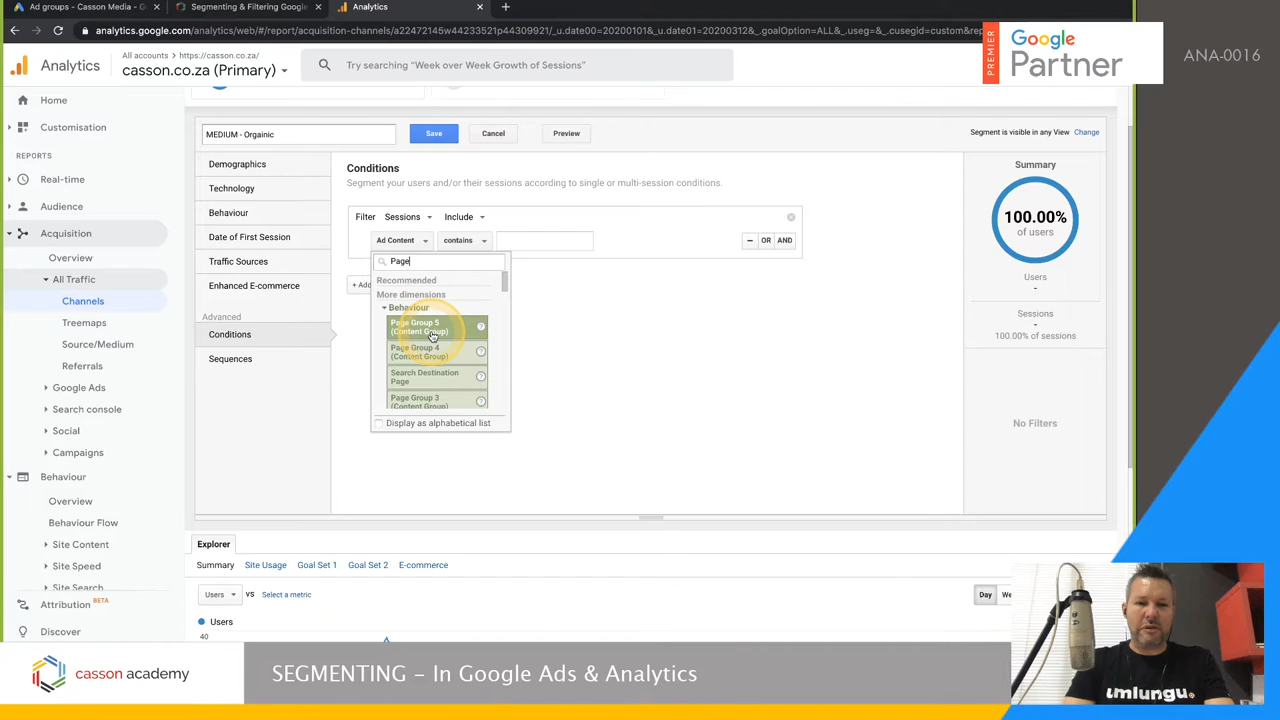 Ad groups - Casson Media - G
Segmenting & Filtering Google
Analytics
analytics.google.com/analytics/web/#/report/acquisition-channels/a22472145w44233521p44309921/_u.date00=20200101&_u.date01=20200312&_.goalOption=ALL&_.useg=&_.cusegid=custom&rep
PREMIER
Google
Partner
ANA-0016
Analytics
All accounts > https://casson.co.za/
casson.co.za (Primary)
Try searching "Week over Week Growth of Sessions"
Home
Customisation
REPORTS
Real-time
Audience
Acquisition
Overview
All Traffic
Channels
Treemaps
Source/Medium
Referrals
Google Ads
Search console
Social
Campaigns
Behaviour
Overview
Behaviour Flow
Site Content
Site Speed
Site Search
Attribution BETA
Discover
MEDIUM - Orgainic
Save
Cancel
Preview
Segment is visible in any View Change
Demographics
Technology
Behaviour
Date of First Session
Traffic Sources
Enhanced E-commerce
Advanced
Conditions
Sequences
Conditions
Segment your users and/or their sessions according to single or multi-session conditions.
Filter Sessions Include
Ad Content contains
OR AND
+ Add
Page
Recommended
More dimensions
Behaviour
Page Group 5
(Content Group)
Page Group 4
(Content Group)
Search Destination
Page
Page Group 3
(Content Group)
Display as alphabetical list
Summary
100.00%
of users
Users
-
Sessions
-
100.00% of sessions
No Filters
Explorer
Summary Site Usage Goal Set 1 Goal Set 2 E-commerce
Users VS Select a metric
Day We
Users
40
umlungu.
casson academy
SEGMENTING – In Google Ads & Analytics